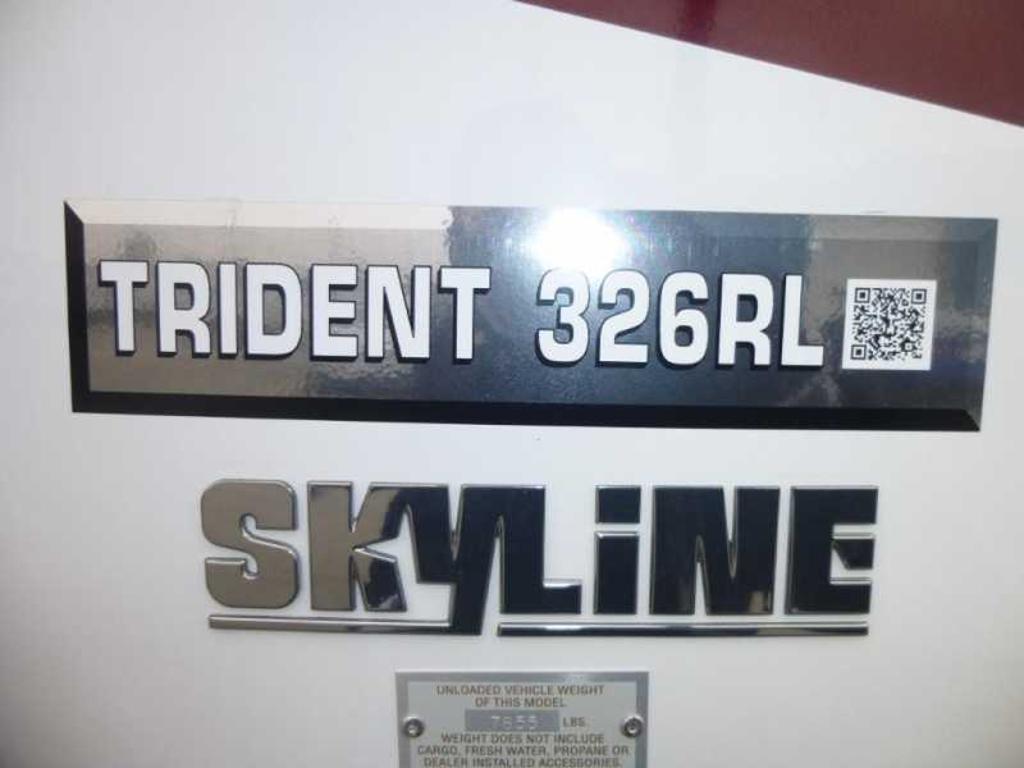 TRIDENT 326RL
SKYLiNE
UNLOADED VEHICLE WEIGHT
OF THIS MODEL
7855 LBS.
WEIGHT DOES NOT INCLUDE
CARGO, FRESH WATER, PROPANE OR
DEALER INSTALLED ACCESSORIES.